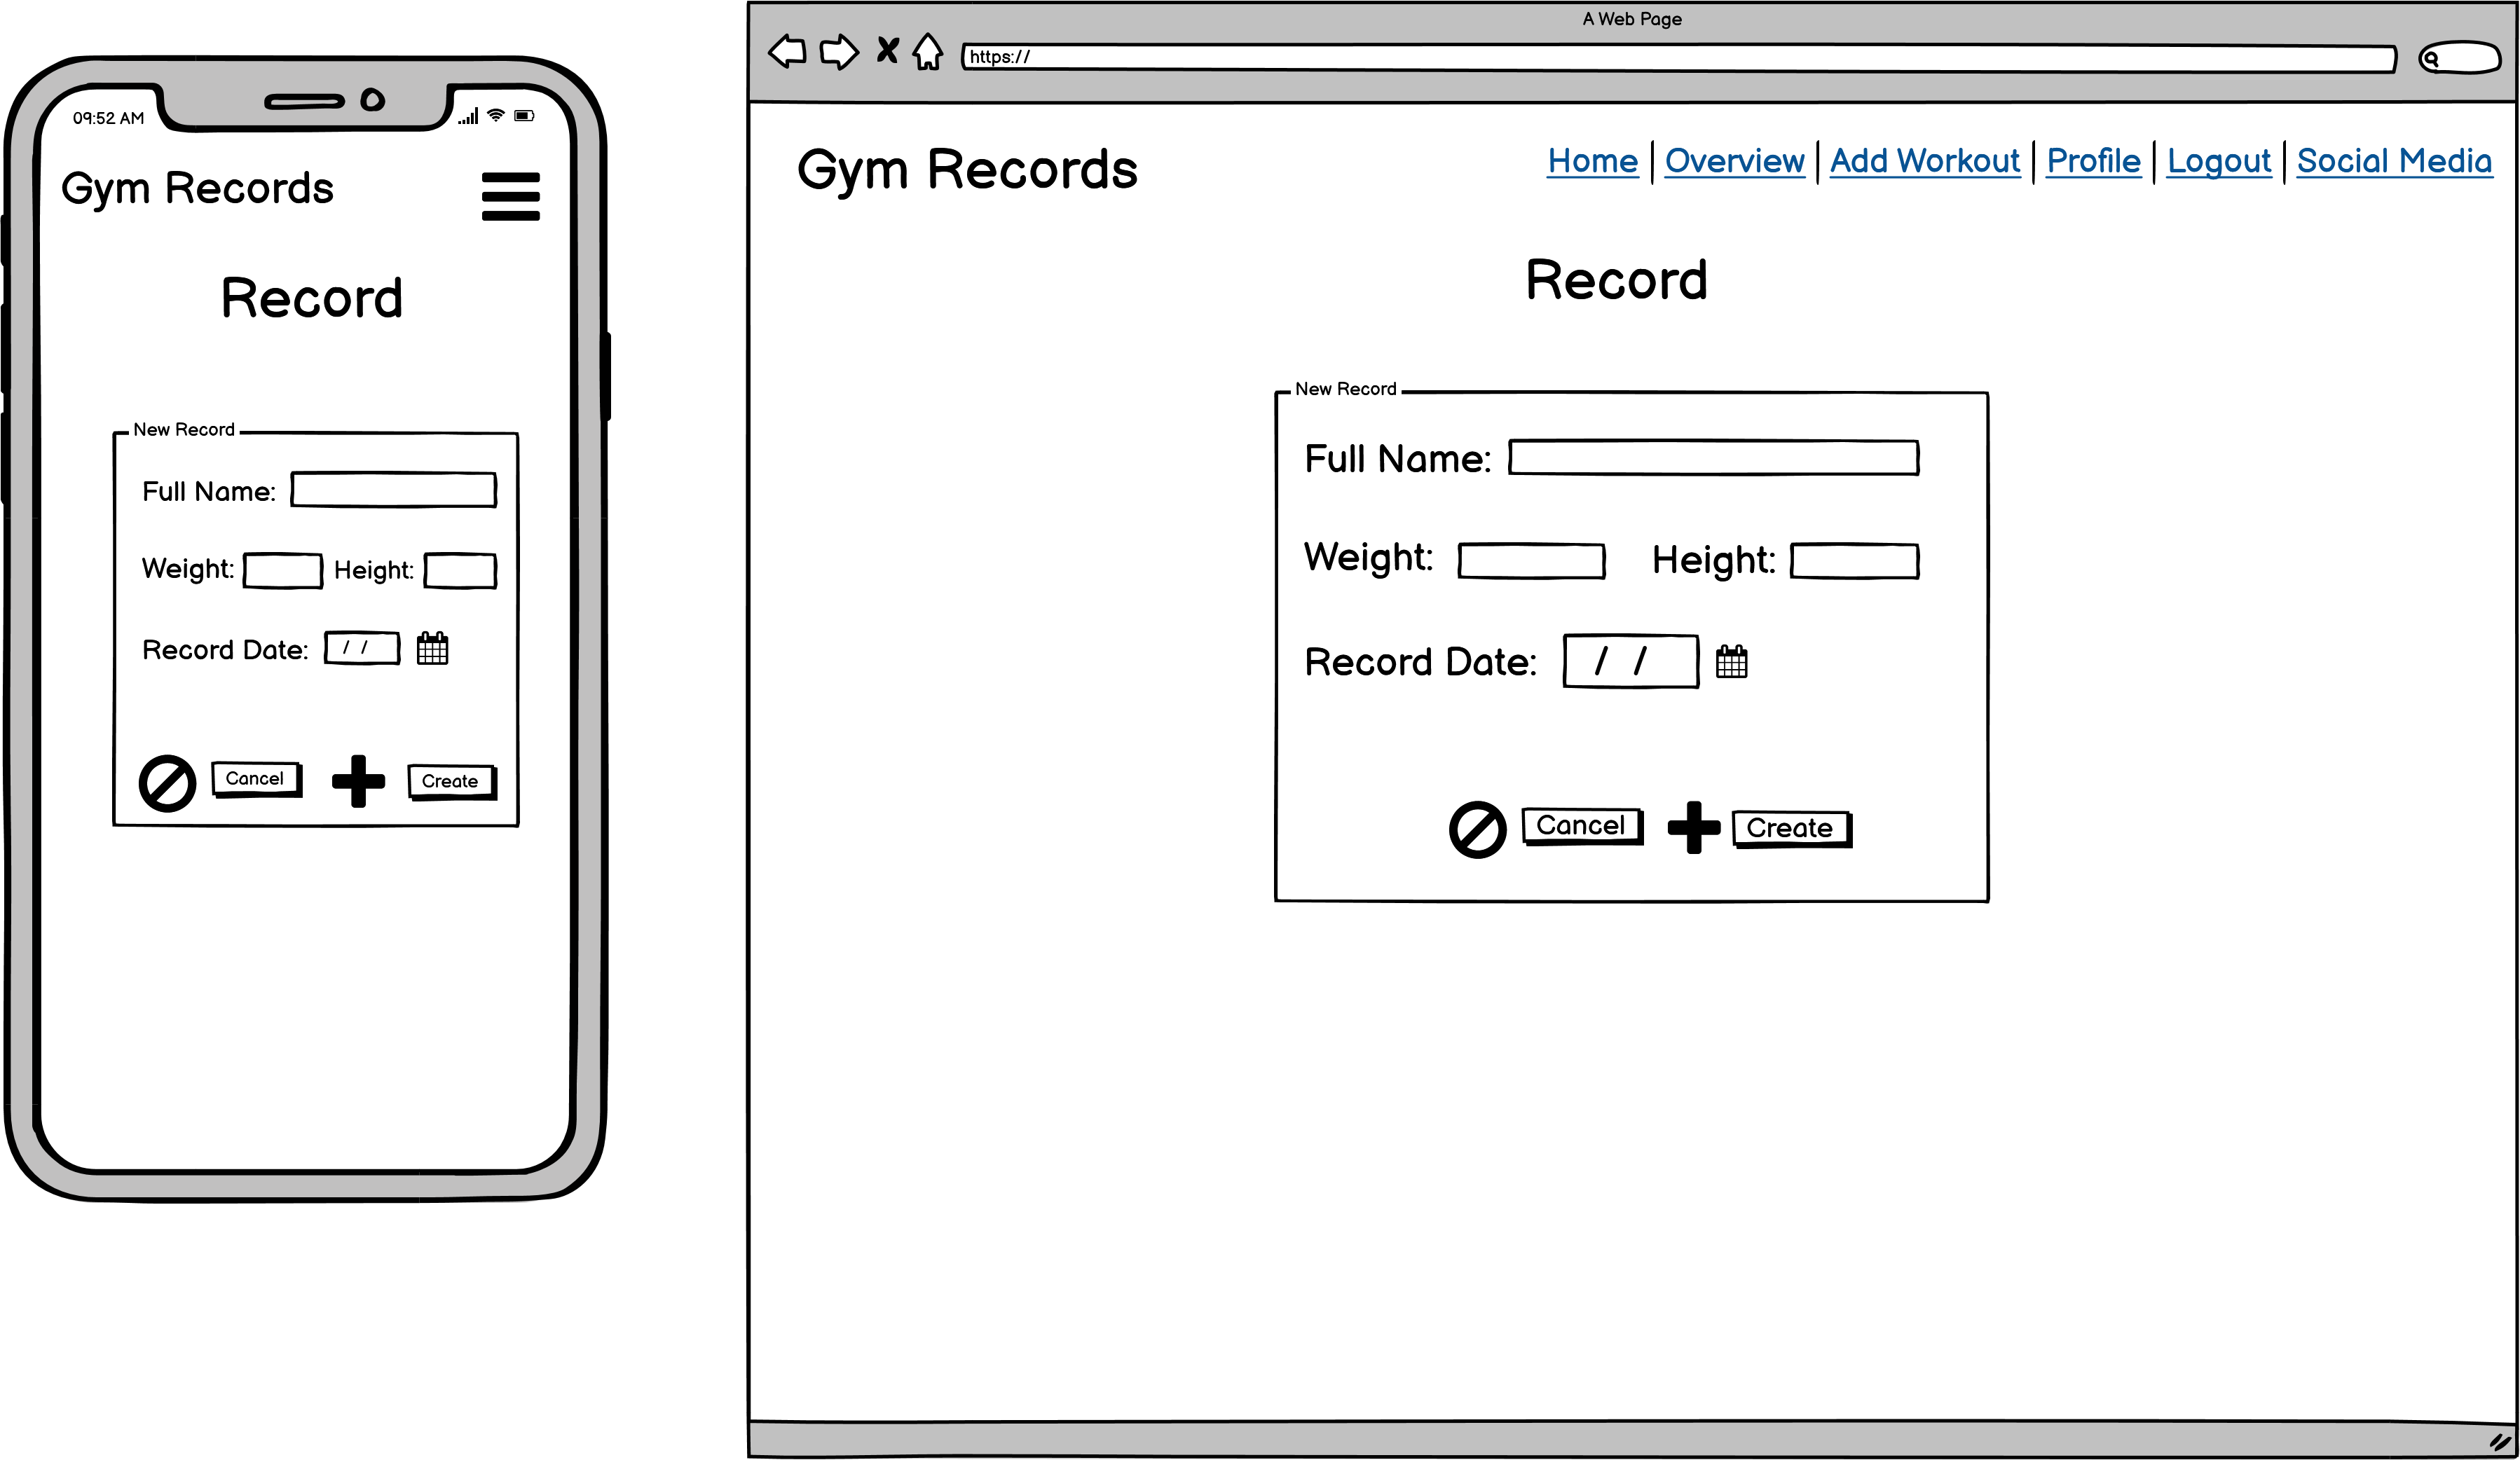 09:52 AM
Gym Records
Record
New Record
Full Name:
Weight: Height:
Record Date: / /
Cancel Create
A Web Page
https://
Gym Records
Home | Overview | Add Workout | Profile | Logout | Social Media
Record
New Record
Full Name:
Weight: Height:
Record Date: / /
Cancel Create